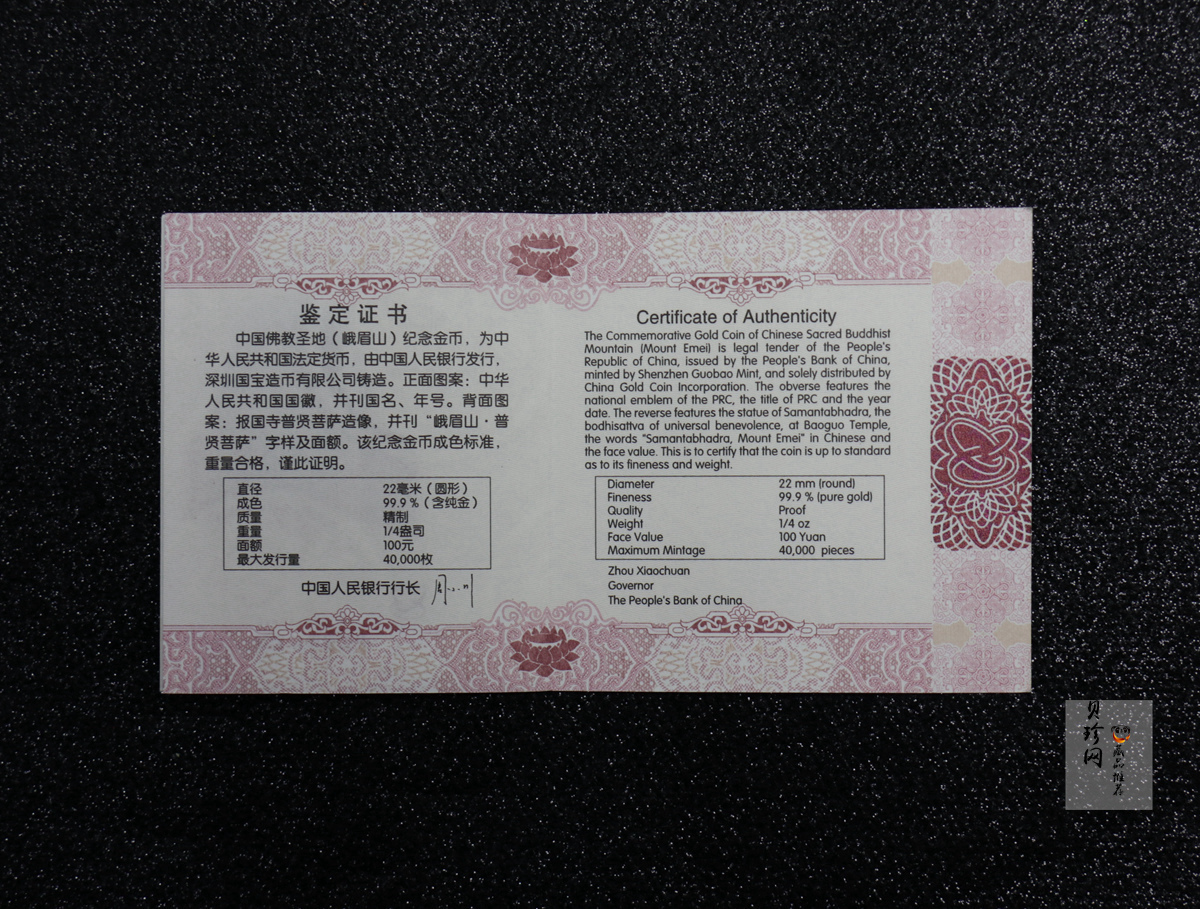 鉴定证书
中国佛教圣地（峨眉山）纪念金币，为中
华人民共和国法定货币，由中国人民银行发行，
深圳国宝造币有限公司铸造。正面图案：中华
人民共和国国徽，并刊国名、年号。背面图
案：报国寺普贤菩萨造像，并刊“峨眉山·普
贤菩萨”字样及面额。该纪念金币成色标准，
重量合格，谨此证明。
直径 22毫米（圆形）
成色 99.9 %（含纯金）
质量 精制
重量 1/4盎司
面额 100元
最大发行量 40,000枚
中国人民银行行长
Certificate of Authenticity
The Commemorative Gold Coin of Chinese Sacred Buddhist
Mountain (Mount Emei) is legal tender of the People's
Republic of China, issued by the People's Bank of China,
minted by Shenzhen Guobao Mint, and solely distributed by
China Gold Coin Incorporation. The obverse features the
national emblem of the PRC, the title of PRC and the year
date. The reverse features the statue of Samantabhadra, the
bodhisattva of universal benevolence, at Baoguo Temple,
the words "Samantabhadra, Mount Emei" in Chinese and
the face value. This is to certify that the coin is up to standard
as to its fineness and weight.
Diameter 22 mm (round)
Fineness 99.9 % (pure gold)
Quality Proof
Weight 1/4 oz
Face Value 100 Yuan
Maximum Mintage 40,000 pieces
Zhou Xiaochuan
Governor
The People's Bank of China
贝珍网
藏品推荐